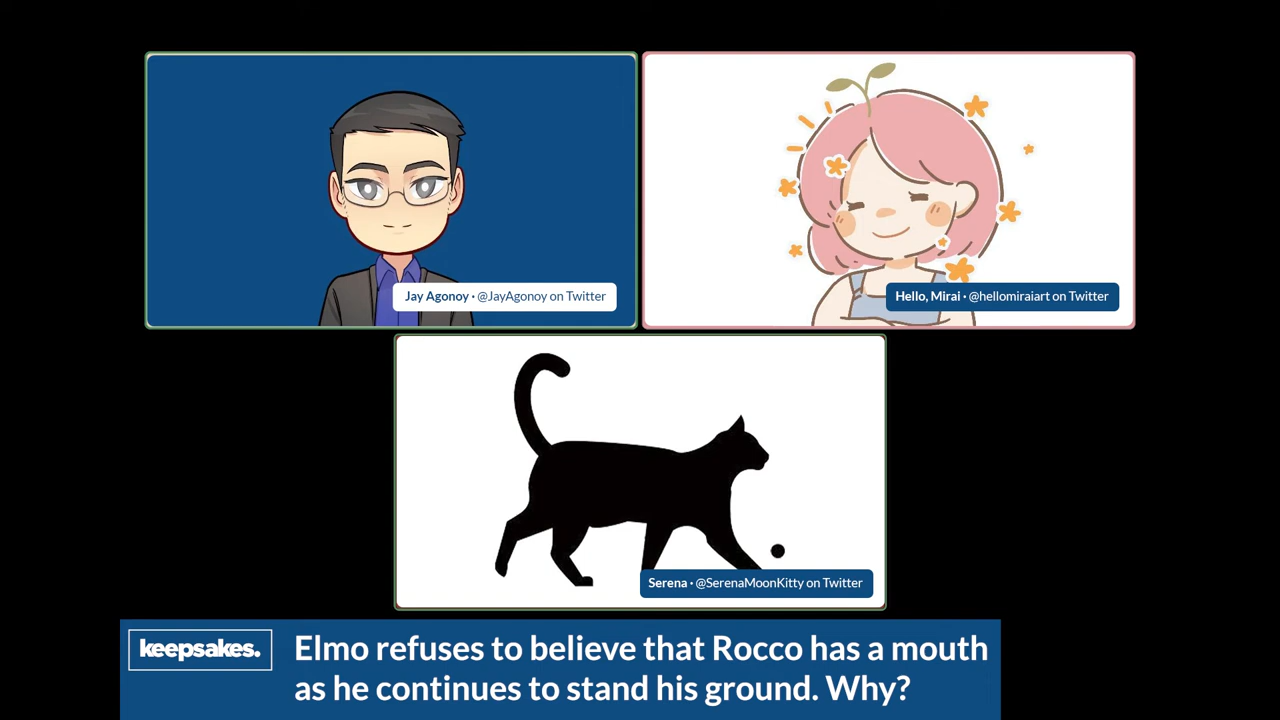 Jay Agonoy · @JayAgonoy on Twitter
Hello, Mirai · @hellomiraiart on Twitter
Serena · @SerenaMoonKitty on Twitter
keepsakes.
Elmo refuses to believe that Rocco has a mouth
as he continues to stand his ground. Why?